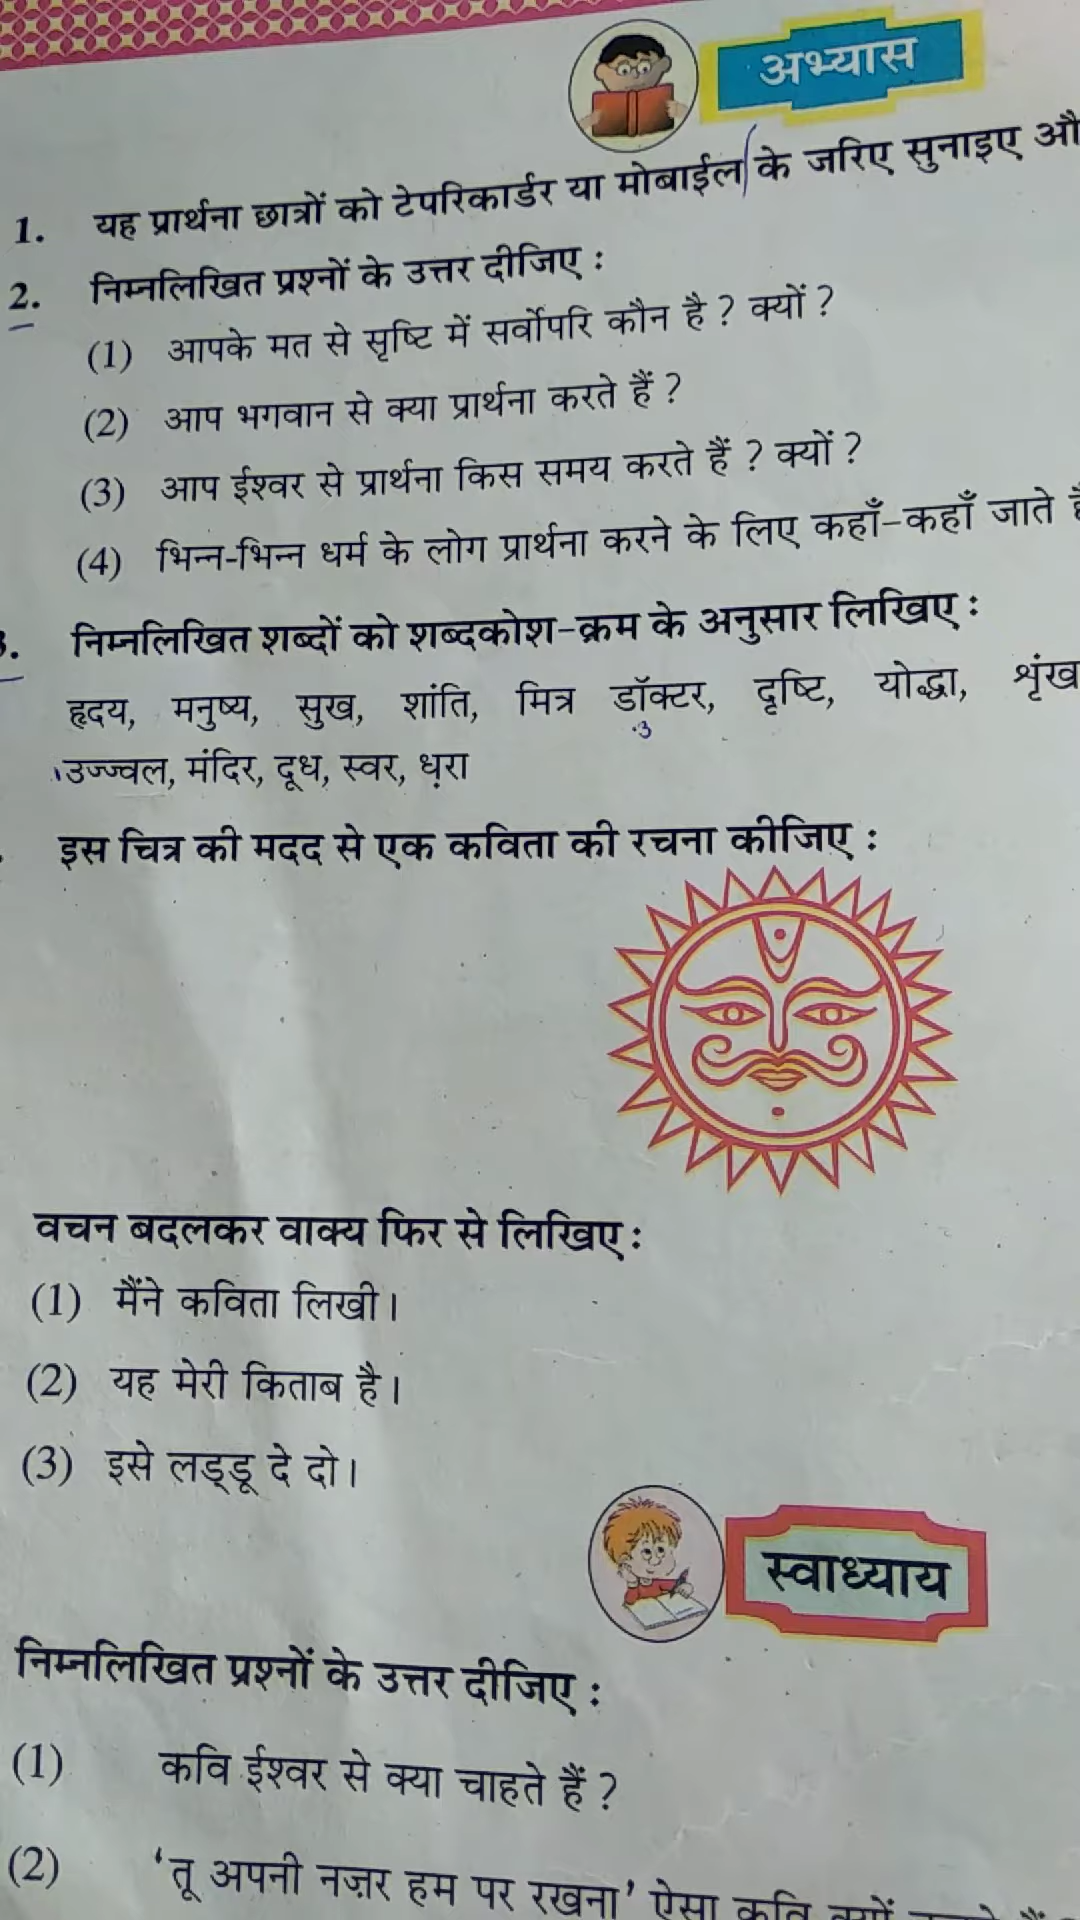 अभ्यास
1. यह प्रार्थना छात्रों को टेपरिकार्डर या मोबाईल के जरिए सुनाइए
2. निम्नलिखित प्रश्नों के उत्तर दीजिए :
(1) आपके मत से सृष्टि में सर्वोपरि कौन है ? क्यों ?
(2) आप भगवान से क्या प्रार्थना करते हैं ?
(3) आप ईश्वर से प्रार्थना किस समय करते हैं ? क्यों ?
(4) भिन्न-भिन्न धर्म के लोग प्रार्थना करने के लिए कहाँ-कहाँ जाते
निम्नलिखित शब्दों को शब्दकोश-क्रम के अनुसार लिखिए :
हृदय, मनुष्य, सुख, शांति, मित्र डॉक्टर, दृष्टि, योद्धा,
3
उज्ज्वल, मंदिर, दूध, स्वर, धरा
इस चित्र की मदद से एक कविता की रचना कीजिए :
वचन बदलकर वाक्य फिर से लिखिए :
(1) मैंने कविता लिखी।
(2) यह मेरी किताब है।
(3) इसे लड्डू दे दो।
स्वाध्याय
निम्नलिखित प्रश्नों के उत्तर दीजिए :
(1) कवि ईश्वर से क्या चाहते हैं ?
(2) 'तू अपनी नज़र हम पर रखना' ऐसा कवि क्यों